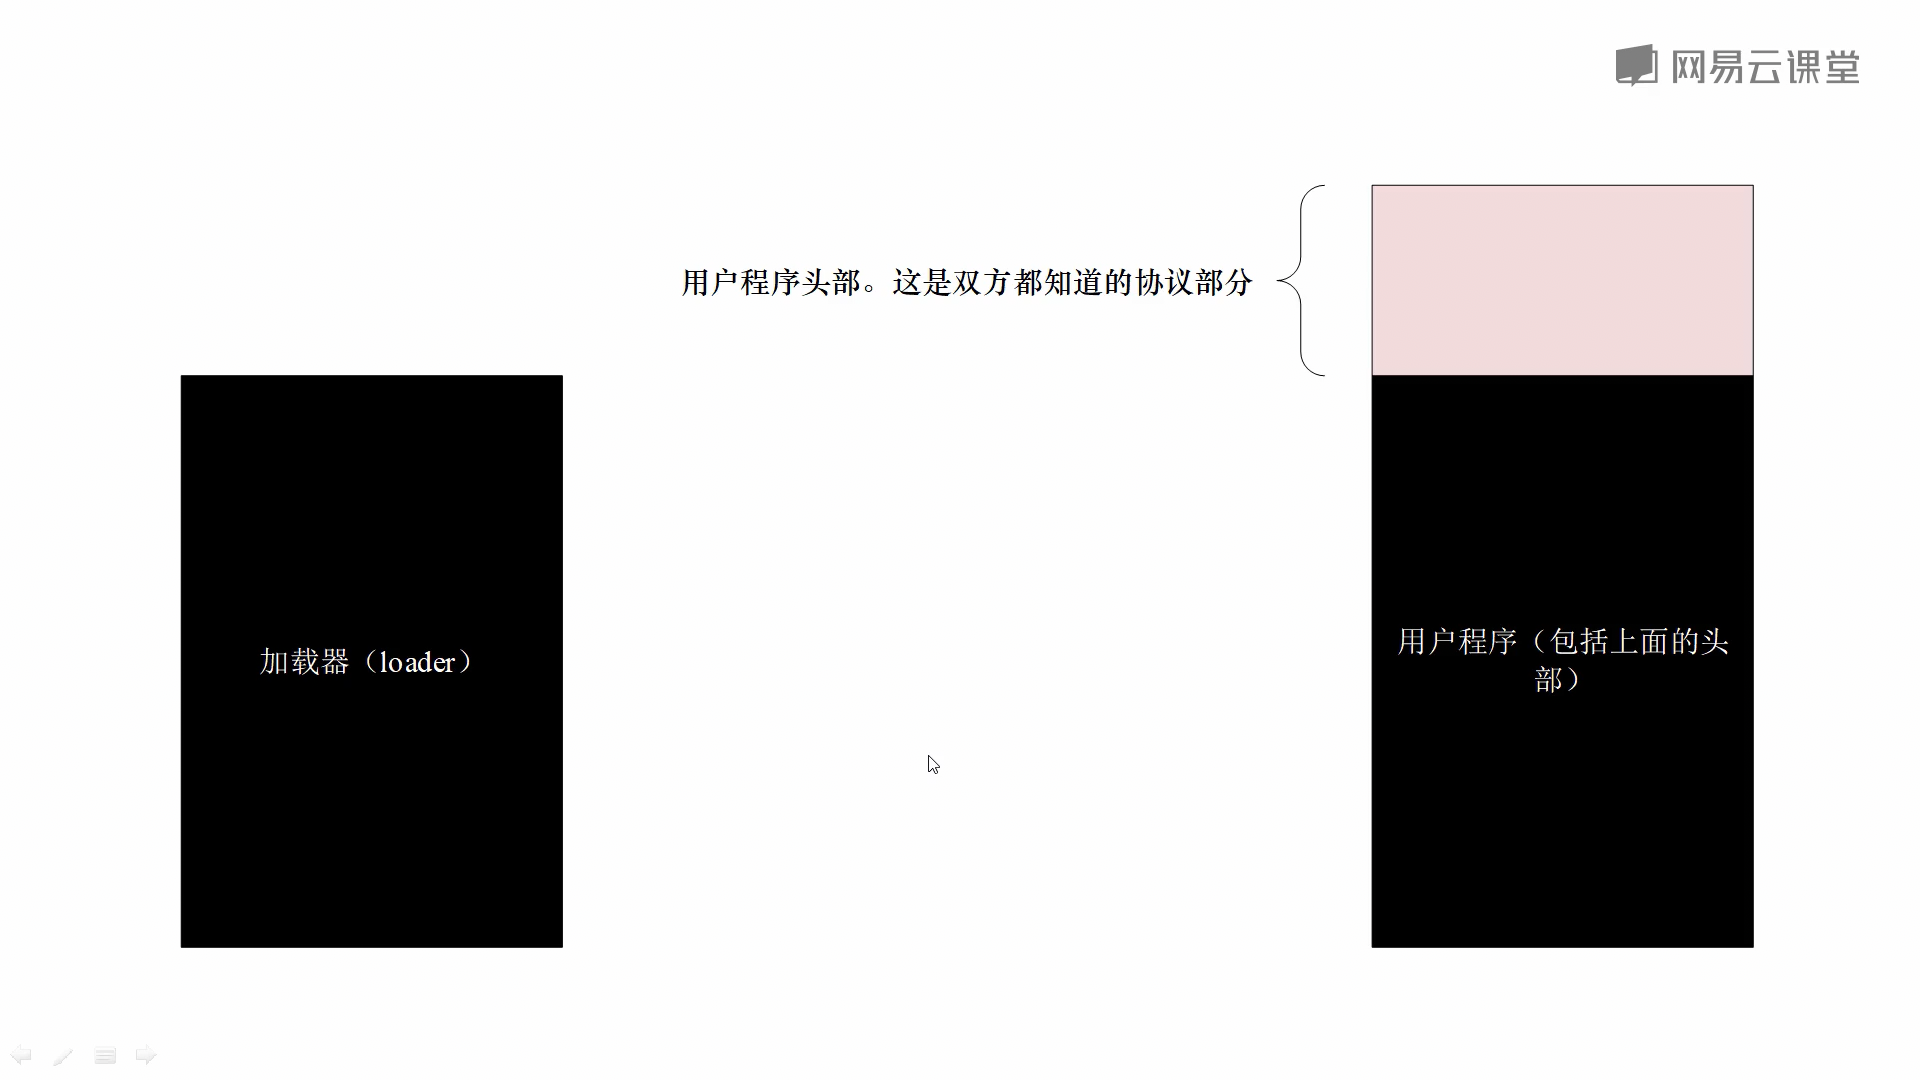 网易云课堂
用户程序头部。这是双方都知道的协议部分
加载器（loader）
用户程序（包括上面的头
部）